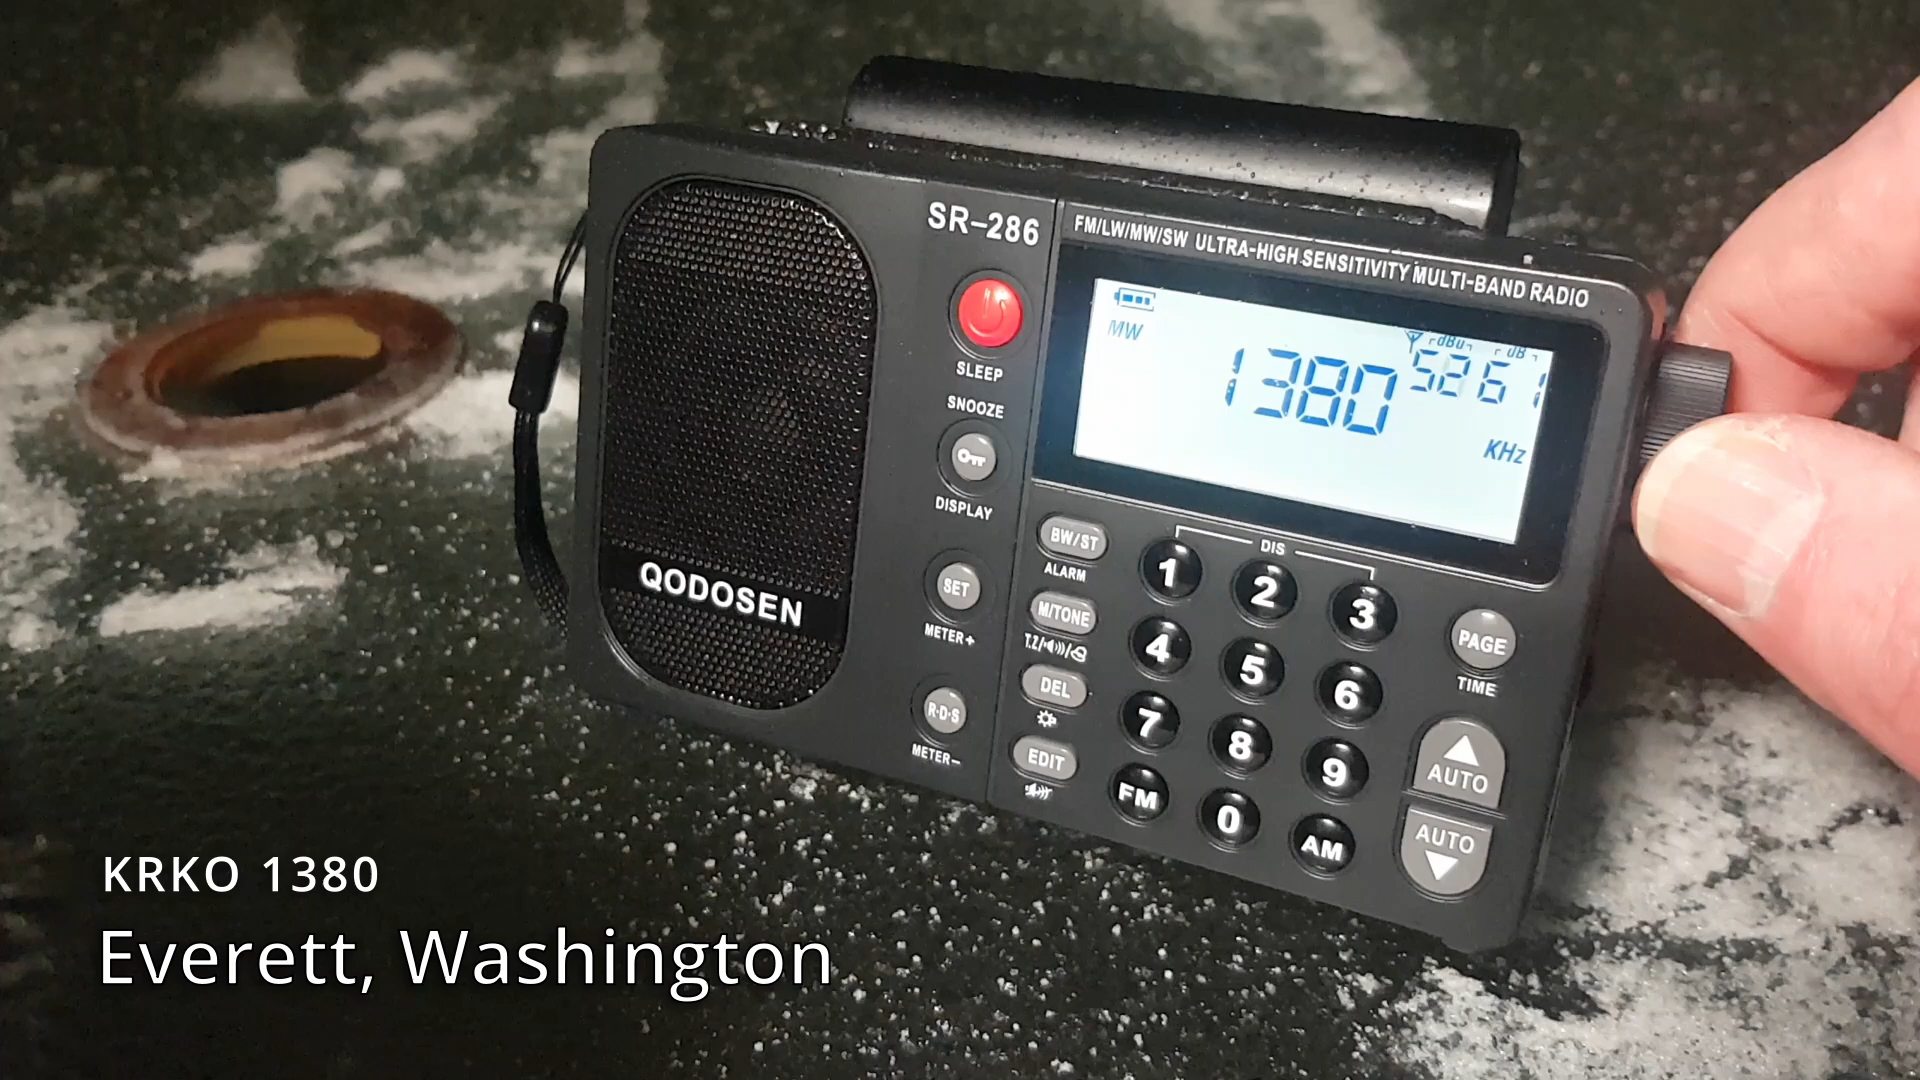 SR-286
FM/LW/MW/SW ULTRA-HIGH SENSITIVITY MULTI-BAND RADIO
MW
dBu
dB
1380
52 61
KHz
SLEEP
SNOOZE
DISPLAY
QODOSEN
SET
METER+
R·D·S
METER-
BW/ST
ALARM
M/TONE
T.Z/
DEL
EDIT
DIS
1 2 3
4 5 6
7 8 9
FM 0 AM
PAGE
TIME
AUTO
AUTO
KRKO 1380
Everett, Washington